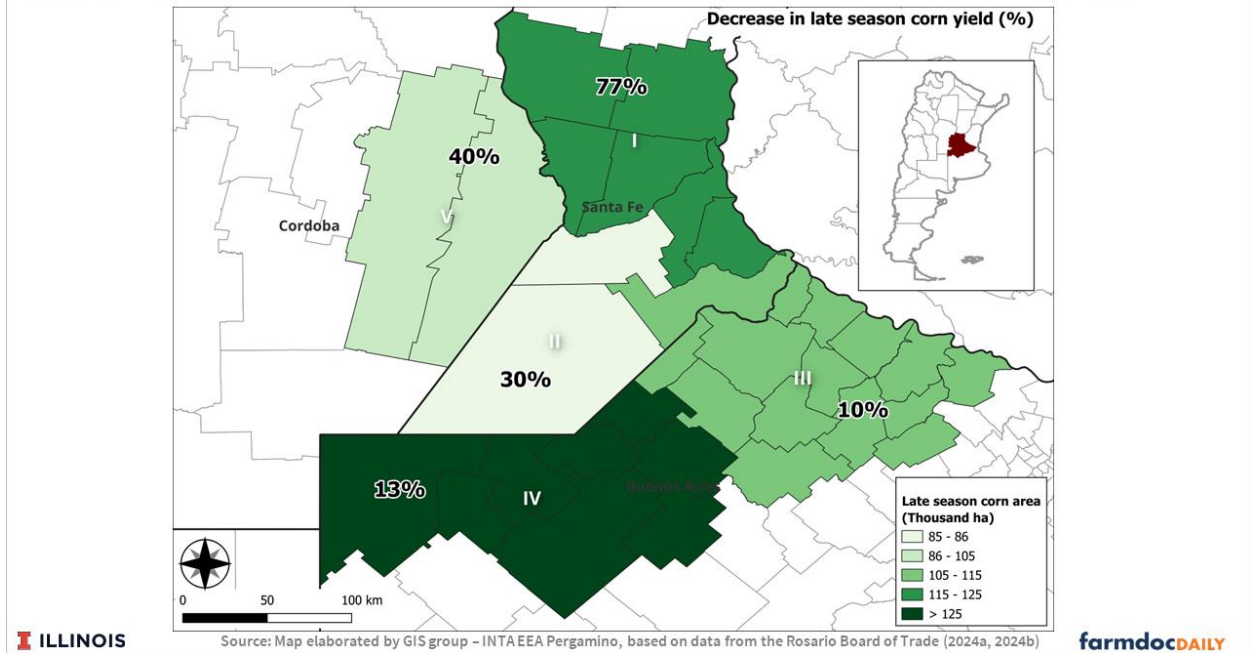 Decrease in late season corn yield (%)
77%
I
40%
V
Santa Fe
Cordoba
II
30%
III
10%
13%
IV
Buenos Aires
Late season corn area
(Thousand ha)
85 - 86
86 - 105
105 - 115
115 - 125
> 125
0 50 100 km
ILLINOIS
Source: Map elaborated by GIS group – INTA EEA Pergamino, based on data from the Rosario Board of Trade (2024a, 2024b)
farmdocDAILY